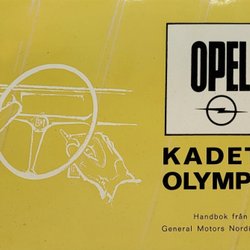 OPEL
KADET
OLYMP
Handbok från
General Motors Nord